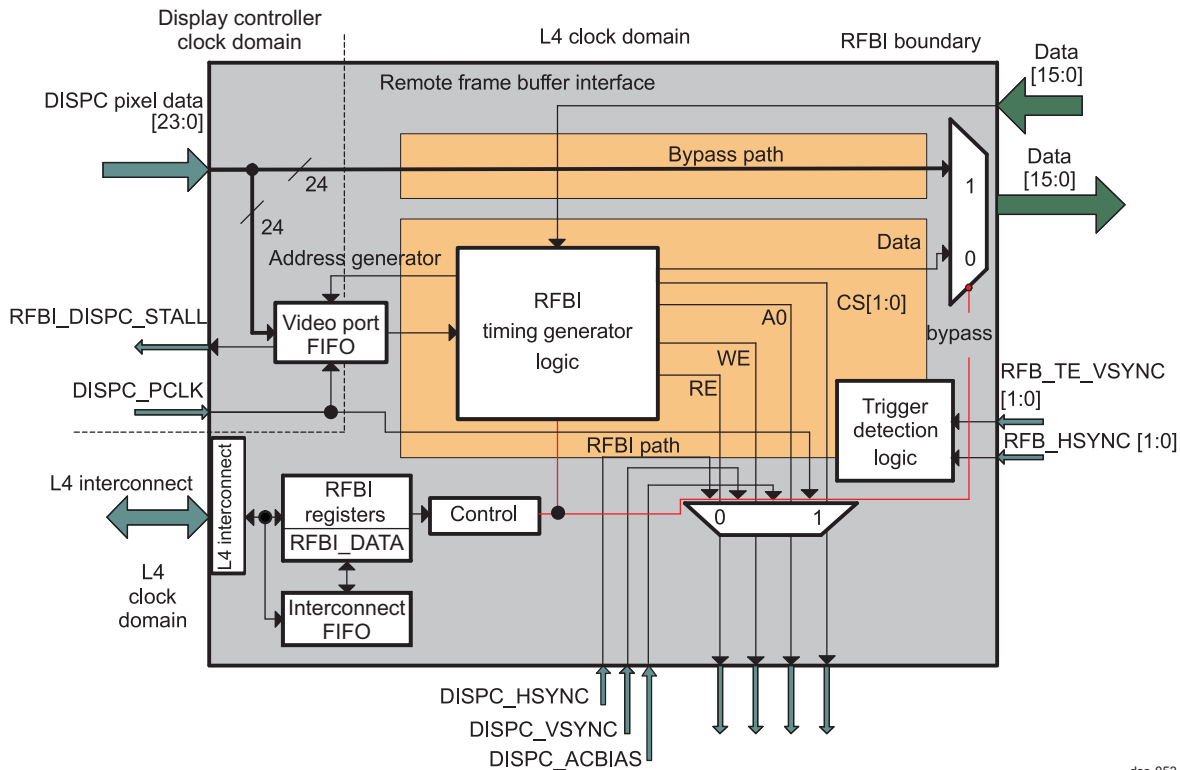 Display controller
clock domain
L4 clock domain
RFBI boundary
Data
[15:0]
Remote frame buffer interface
DISPC pixel data
[23:0]
Bypass path
24
24
1
Data
[15:0]
Address generator
Data
0
RFBI
timing generator
logic
CS[1:0]
A0
bypass
RFBI_DISPC_STALL
Video port
FIFO
WE
RE
DISPC_PCLK
RFB_TE_VSYNC
[1:0]
Trigger
detection
logic
RFBI path
RFB_HSYNC [1:0]
L4 interconnect
L4 interconnect
RFBI
registers
RFBI_DATA
Control
0
1
L4
clock
domain
Interconnect
FIFO
DISPC_HSYNC
DISPC_VSYNC
DISPC_ACBIAS